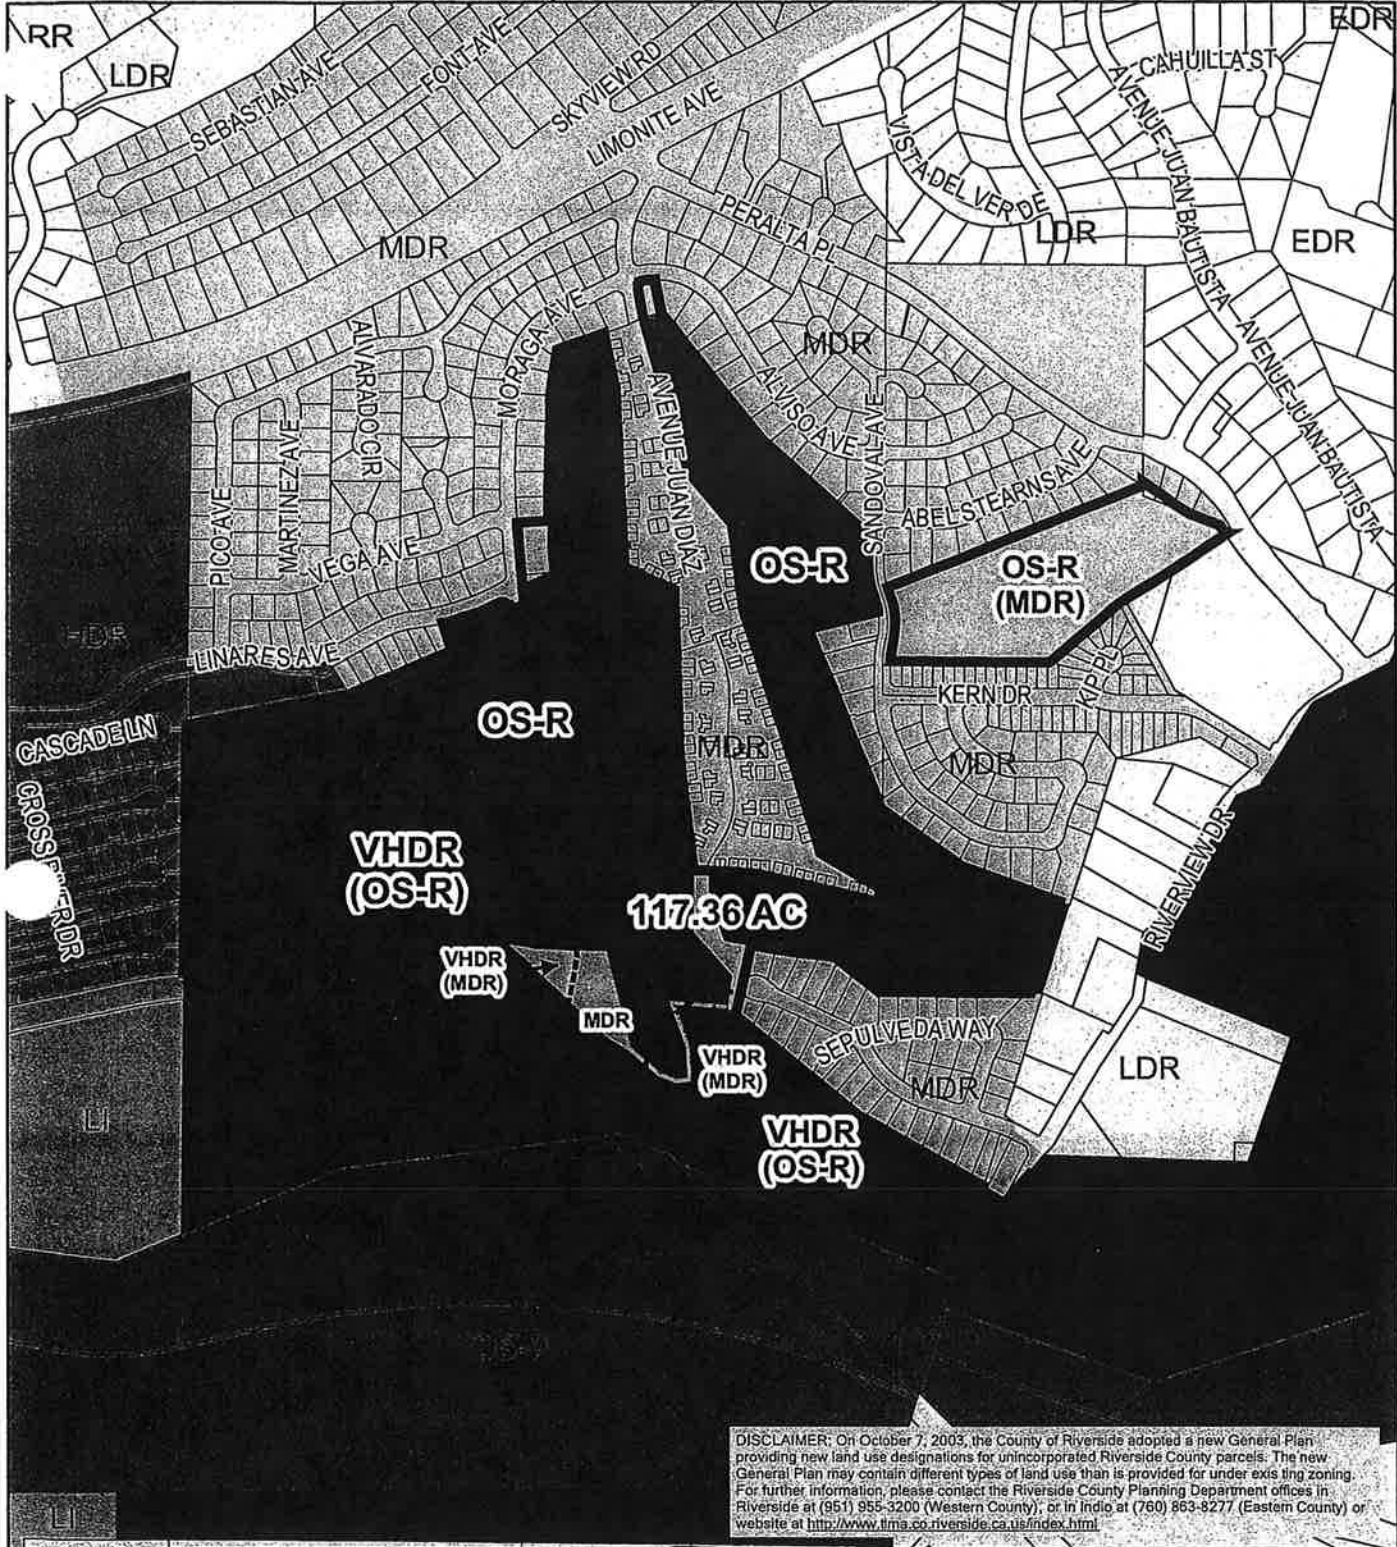 RR
LDR
EDR
SEBASTIAN AVE
FONT AVE
SKYVIEW RD
LIMONITE AVE
CAHUILLA ST
AVENUE JUAN BAUTISTA
VISTA DEL VERDE
LDR
EDR
PERALTA PL
MDR
AVENUE JUAN BAUTISTA
MORAGA AVE
ALVARADO CIR
MDR
ALVISO AVE
SANDOVAL AVE
AVENUE JUAN DIAZ
MARTINEZ AVE
PICO AVE
VEGA AVE
ABEL STEARNS AVE
OS-R
OS-R
(MDR)
HDR
LINARES AVE
KERN DR
KIP PL
OS-R
CASCADE LN
MDR
MDR
CROSS RIVER DR
VHDR
(OS-R)
RIVERVIEW DR
117.36 AC
VHDR
(MDR)
MDR
SEPULVEDA WAY
VHDR
(MDR)
MDR
LDR
LI
VHDR
(OS-R)
LI
DISCLAIMER: On October 7, 2003, the County of Riverside adopted a new General Plan
providing new land use designations for unincorporated Riverside County parcels. The new
General Plan may contain different types of land use than is provided for under existing zoning.
For further information, please contact the Riverside County Planning Department offices in
Riverside at (951) 955-3200 (Western County), or in Indio at (760) 863-8277 (Eastern County) or
website at http://www.tlma.co.riverside.ca.us/index.html